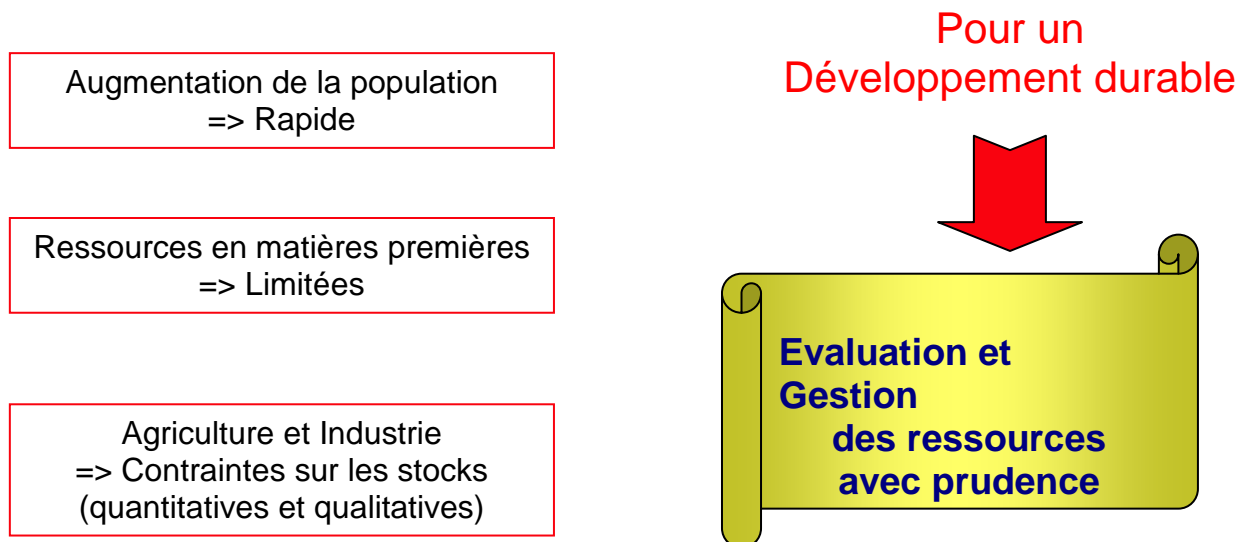 Augmentation de la population
=> Rapide
Ressources en matières premières
=> Limitées
Agriculture et Industrie
=> Contraintes sur les stocks
(quantitatives et qualitatives)
Pour un
Développement durable
Evaluation et
Gestion
des ressources
avec prudence